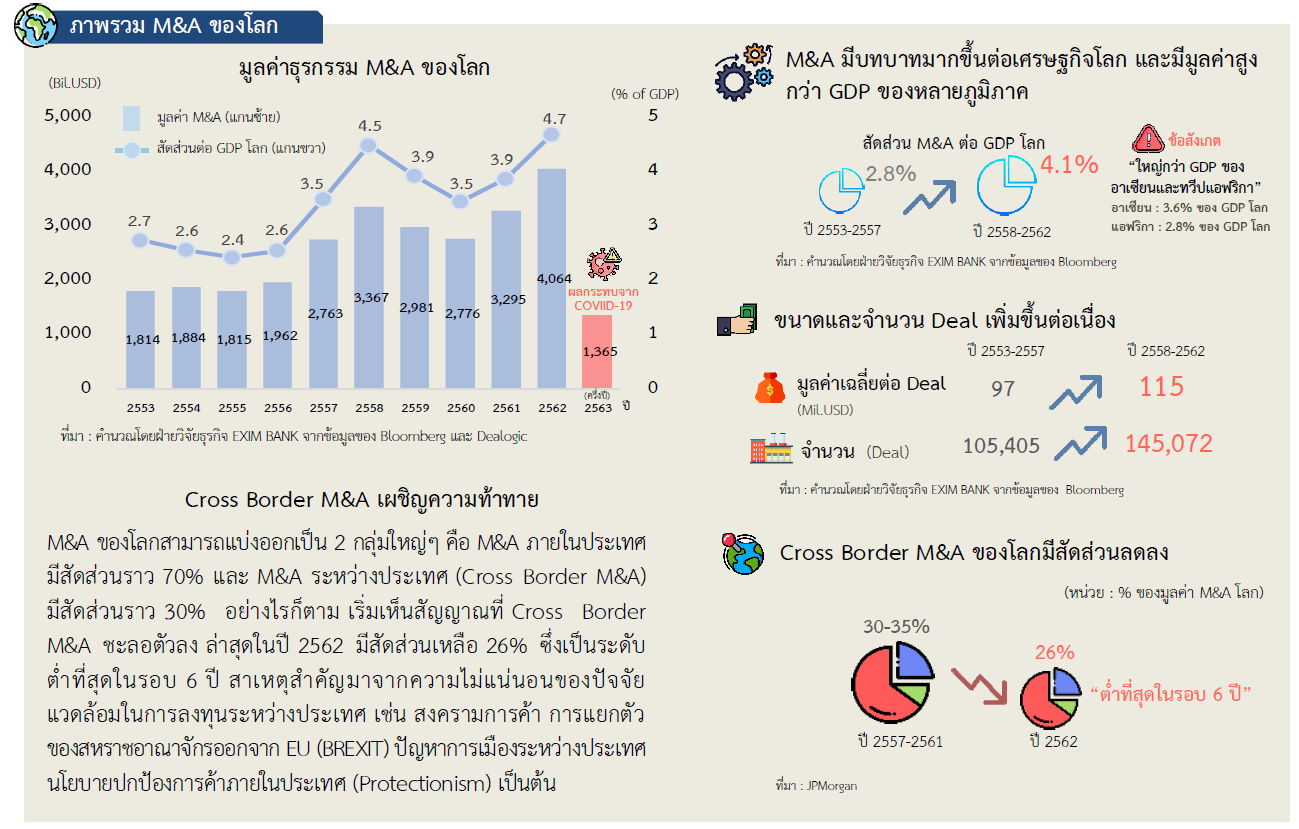 ภาพรวม M&A ของโลก
มูลค่าธุรกรรม M&A ของโลก
(Bil.USD)
(% of GDP)
มูลค่า M&A (แกนซ้าย)
สัดส่วนต่อ GDP โลก (แกนขวา)
5,000
4,000
3,000
2,000
1,000
0
5
4
3
2
1
0
2.7
2.6
2.4
2.6
3.5
4.5
3.9
3.5
3.9
4.7
1,814
1,884
1,815
1,962
2,763
3,367
2,981
2,776
3,295
4,064
ผลกระทบจาก
COVIID-19
1,365
(ครึ่งปี)
2553 2554 2555 2556 2557 2558 2559 2560 2561 2562 2563 ปี
ที่มา : คำนวณโดยฝ่ายวิจัยธุรกิจ EXIM BANK จากข้อมูลของ Bloomberg และ Dealogic
Cross Border M&A เผชิญความท้าทาย
M&A ของโลกสามารถแบ่งออกเป็น 2 กลุ่มใหญ่ๆ คือ M&A ภายในประเทศ
มีสัดส่วนราว 70% และ M&A ระหว่างประเทศ (Cross Border M&A)
มีสัดส่วนราว 30% อย่างไรก็ตาม เริ่มเห็นสัญญาณที่ Cross Border
M&A ชะลอตัวลง ล่าสุดในปี 2562 มีสัดส่วนเหลือ 26% ซึ่งเป็นระดับ
ต่ำที่สุดในรอบ 6 ปี สาเหตุสำคัญมาจากความไม่แน่นอนของปัจจัย
แวดล้อมในการลงทุนระหว่างประเทศ เช่น สงครามการค้า การแยกตัว
ของสหราชอาณาจักรออกจาก EU (BREXIT) ปัญหาการเมืองระหว่างประเทศ
นโยบายปกป้องการค้าภายในประเทศ (Protectionism) เป็นต้น
M&A มีบทบาทมากขึ้นต่อเศรษฐกิจโลก และมีมูลค่าสูง
กว่า GDP ของหลายภูมิภาค
สัดส่วน M&A ต่อ GDP โลก
2.8%
4.1%
ปี 2553-2557
ปี 2558-2562
ข้อสังเกต
“ใหญ่กว่า GDP ของ
อาเซียนและทวีปแอฟริกา”
อาเซียน : 3.6% ของ GDP โลก
แอฟริกา : 2.8% ของ GDP โลก
ที่มา : คำนวณโดยฝ่ายวิจัยธุรกิจ EXIM BANK จากข้อมูลของ Bloomberg
ขนาดและจำนวน Deal เพิ่มขึ้นต่อเนื่อง
ปี 2553-2557 ปี 2558-2562
มูลค่าเฉลี่ยต่อ Deal 97 115
(Mil.USD)
จำนวน (Deal) 105,405 145,072
ที่มา : คำนวณโดยฝ่ายวิจัยธุรกิจ EXIM BANK จากข้อมูลของ Bloomberg
Cross Border M&A ของโลกมีสัดส่วนลดลง
(หน่วย : % ของมูลค่า M&A โลก)
30-35%
26%
“ต่ำที่สุดในรอบ 6 ปี”
ปี 2557-2561
ปี 2562
ที่มา : JPMorgan